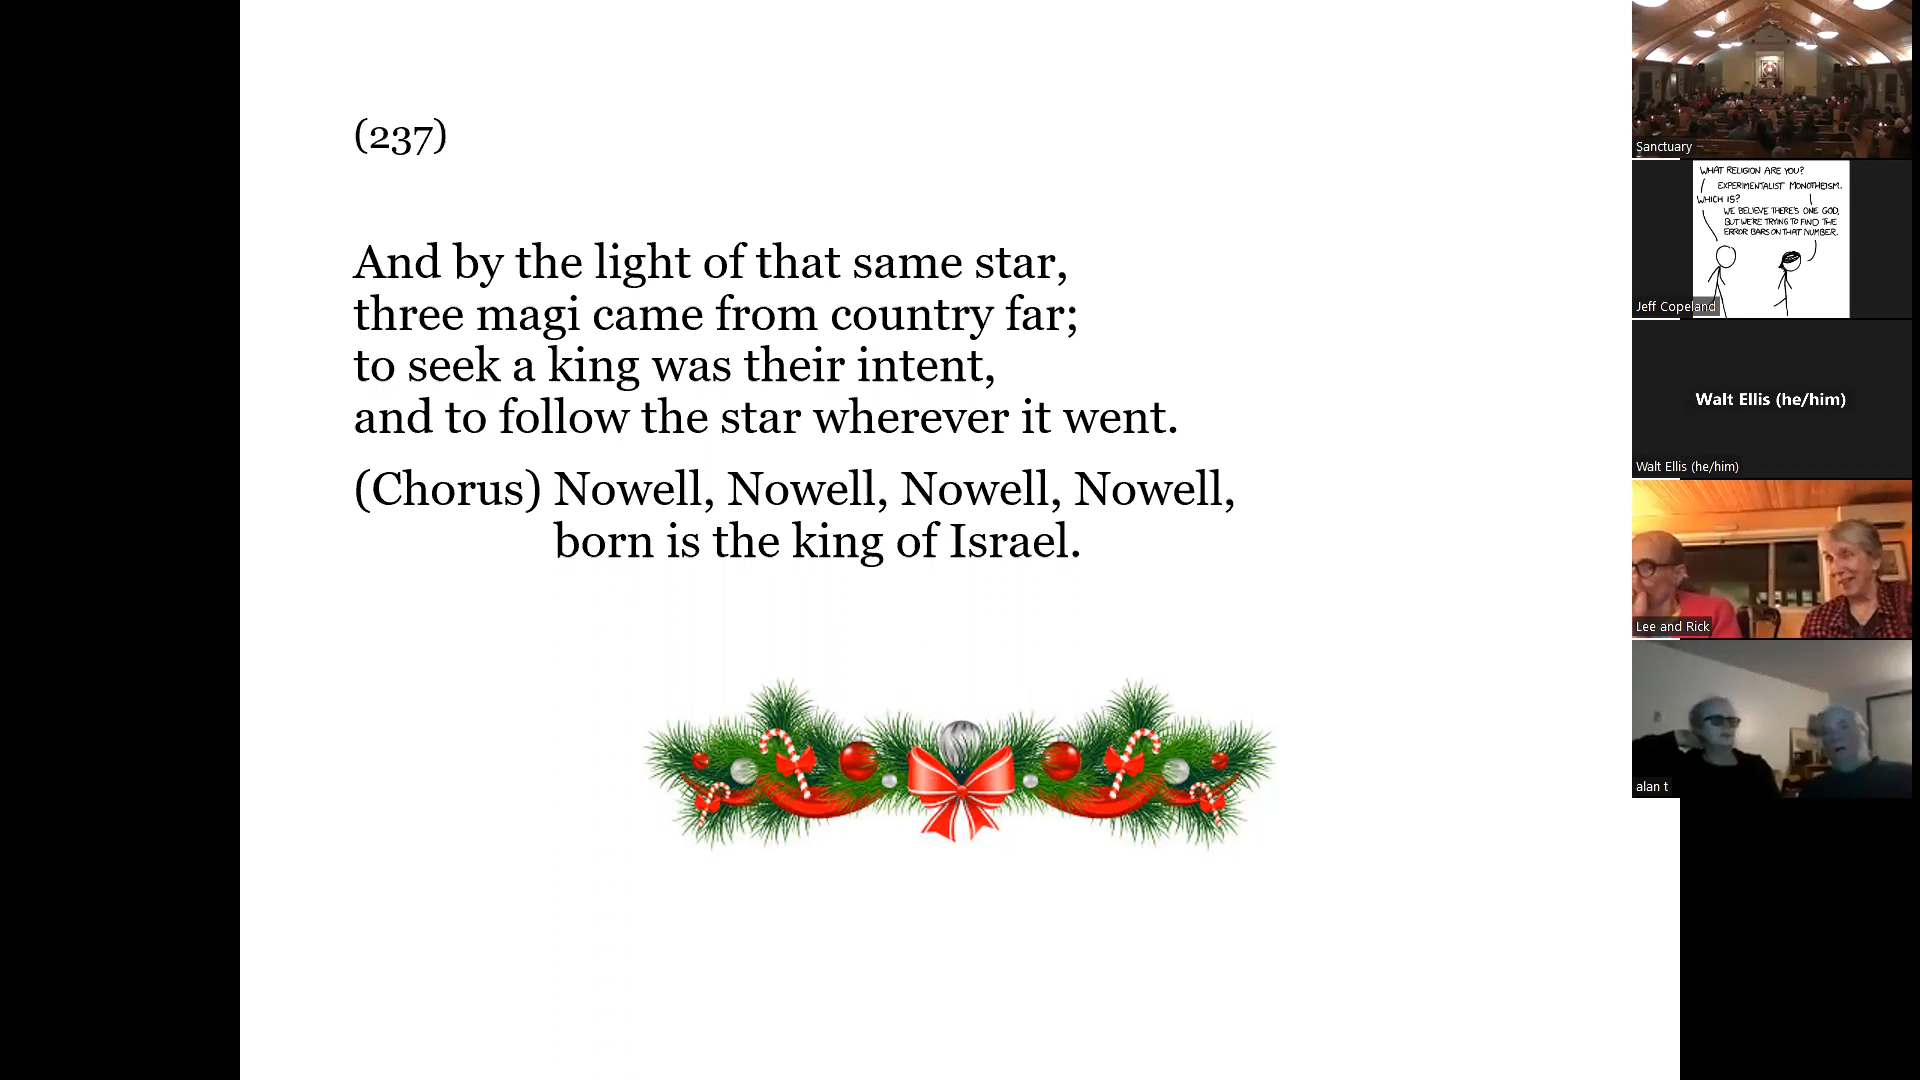 (237)
And by the light of that same star,
three magi came from country far;
to seek a king was their intent,
and to follow the star wherever it went.
(Chorus) Nowell, Nowell, Nowell, Nowell,
born is the king of Israel.
Sanctuary
WHAT RELIGION ARE YOU?
EXPERIMENTALIST MONOTHEISM.
WHICH IS?
WE BELIEVE THERE'S ONE GOD,
BUT WE'RE TRYING TO FIND THE
ERROR BARS ON THAT NUMBER.
Jeff Copeland
Walt Ellis (he/him)
Walt Ellis (he/him)
Lee and Rick
alan t